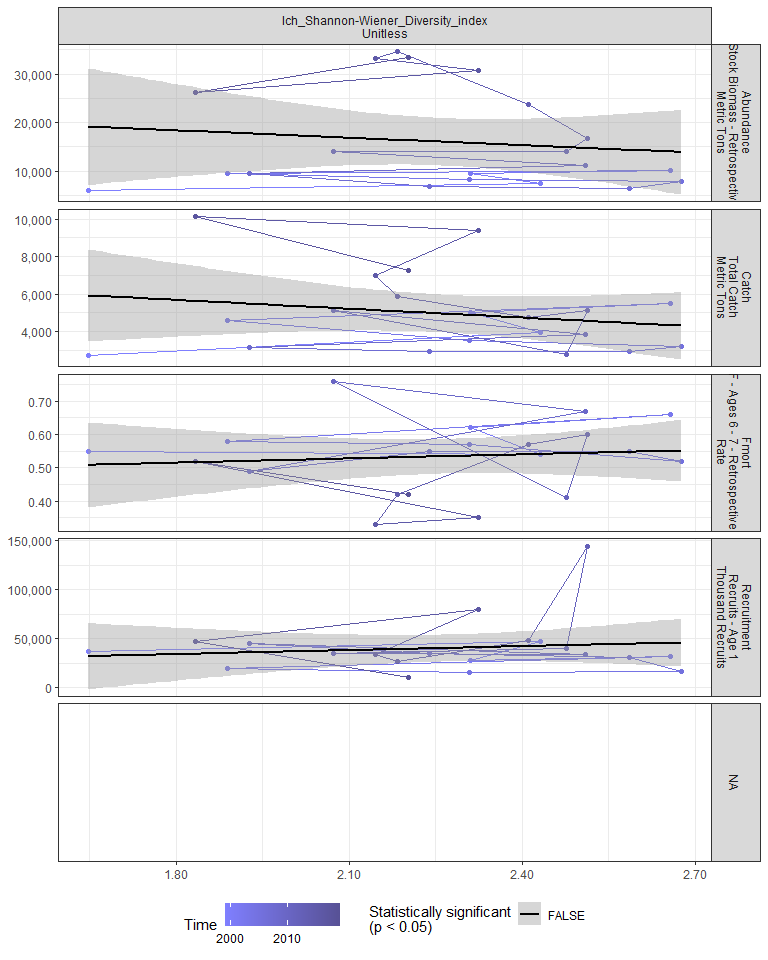 Ich_Shannon-Wiener_Diversity_index
Unitless
30,000
20,000
10,000
Abundance
Stock Biomass - Retrospectiv
Metric Tons
10,000
8,000
6,000
4,000
Catch
Total Catch
Metric Tons
0.70
0.60
0.50
0.40
Fmort
F - Ages 6 - 7 - Retrospective
Rate
150,000
100,000
50,000
0
Recruitment
Recruits - Age 1
Thousand Recruits
NA
1.80
2.10
2.40
2.70
Time
2000
2010
Statistically significant
(p < 0.05)
FALSE